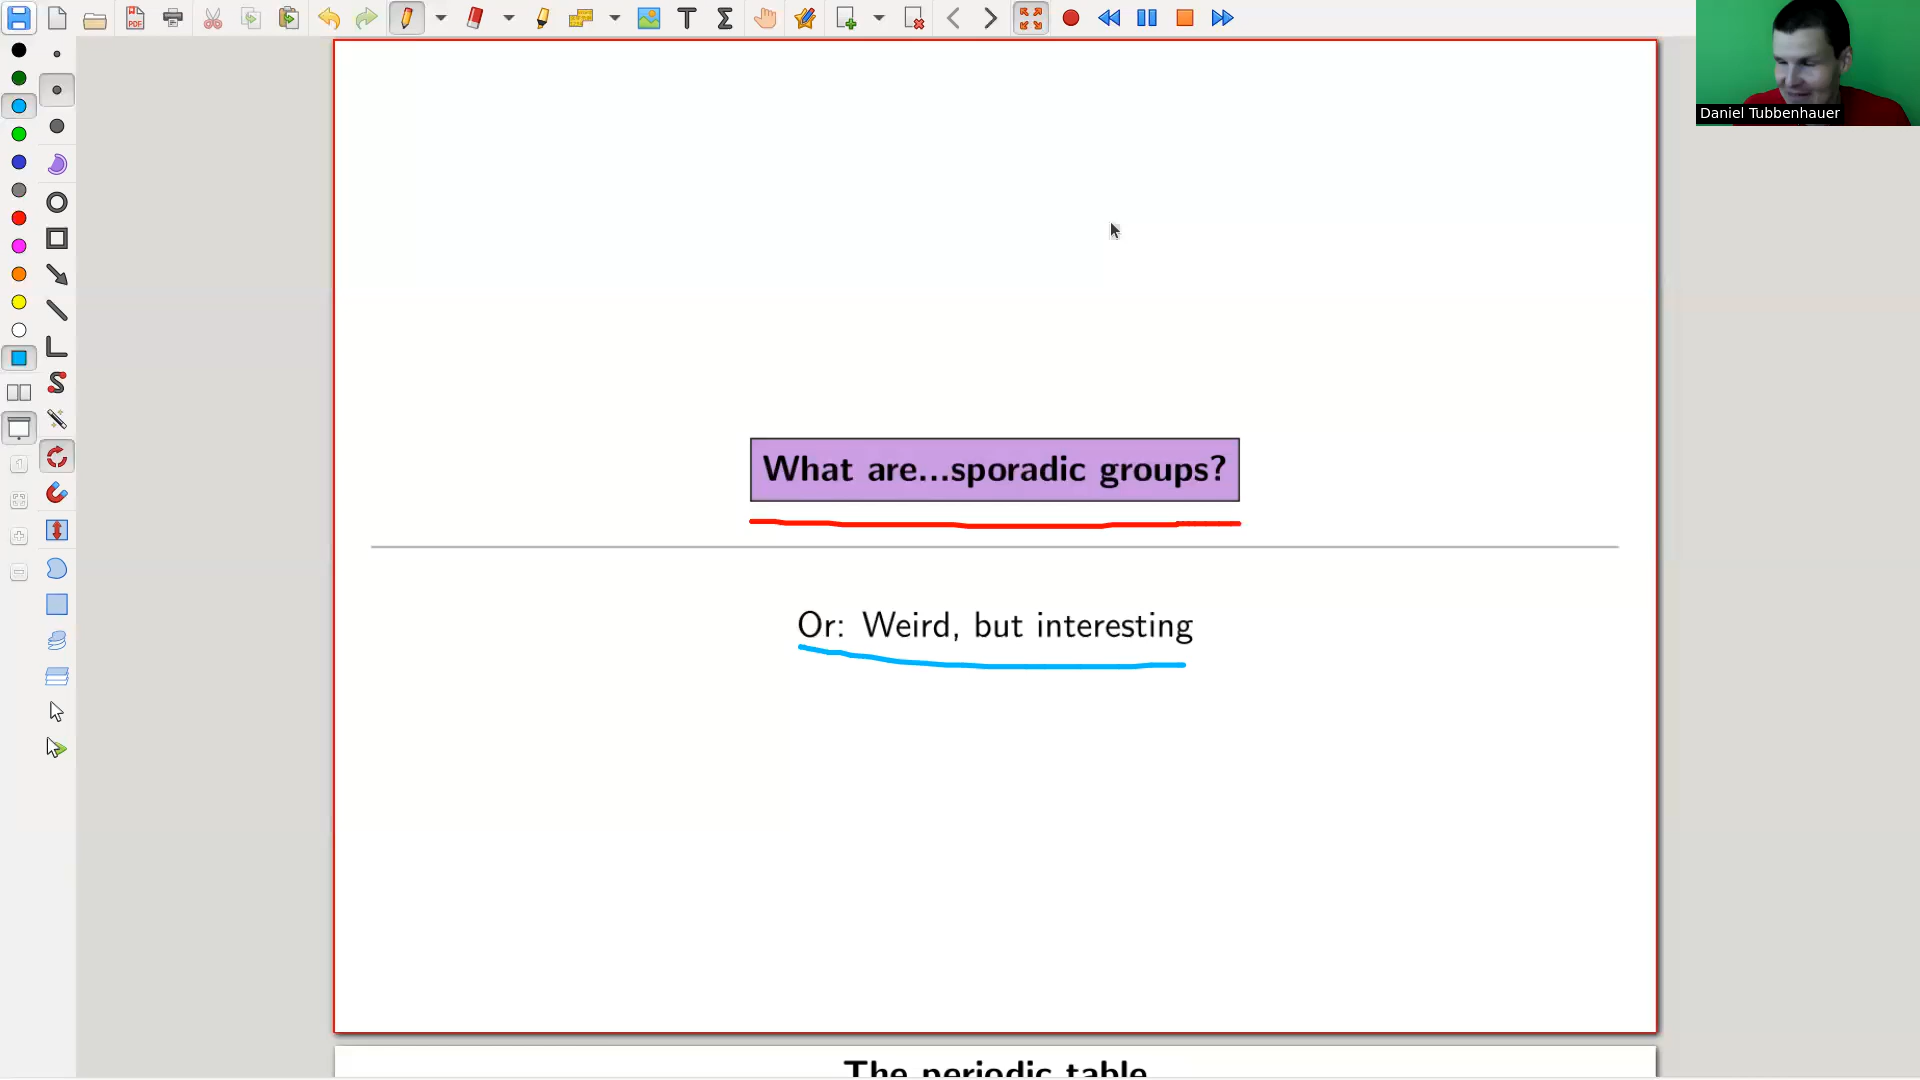 Daniel Tubbenhauer
What are...sporadic groups?
Or: Weird, but interesting
The periodic table